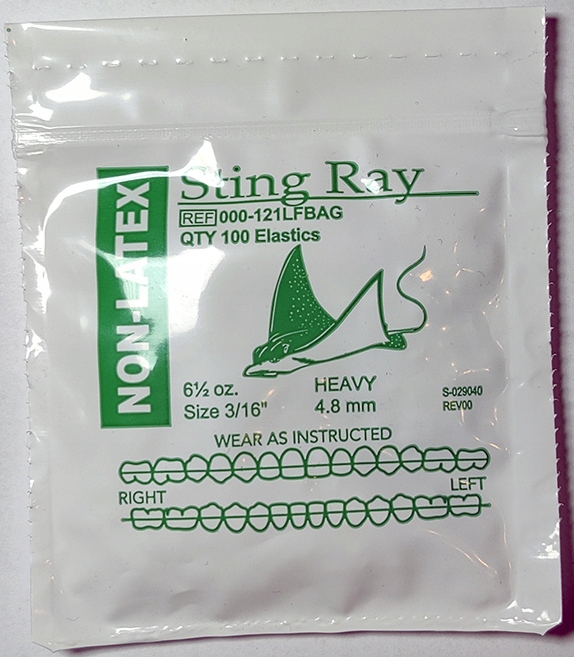 NON-LATEX
Sting Ray
REF 000-121LFBAG
QTY 100 Elastics
6½ oz. HEAVY
Size 3/16" 4.8 mm
S-029040
REV00
WEAR AS INSTRUCTED
RIGHT LEFT